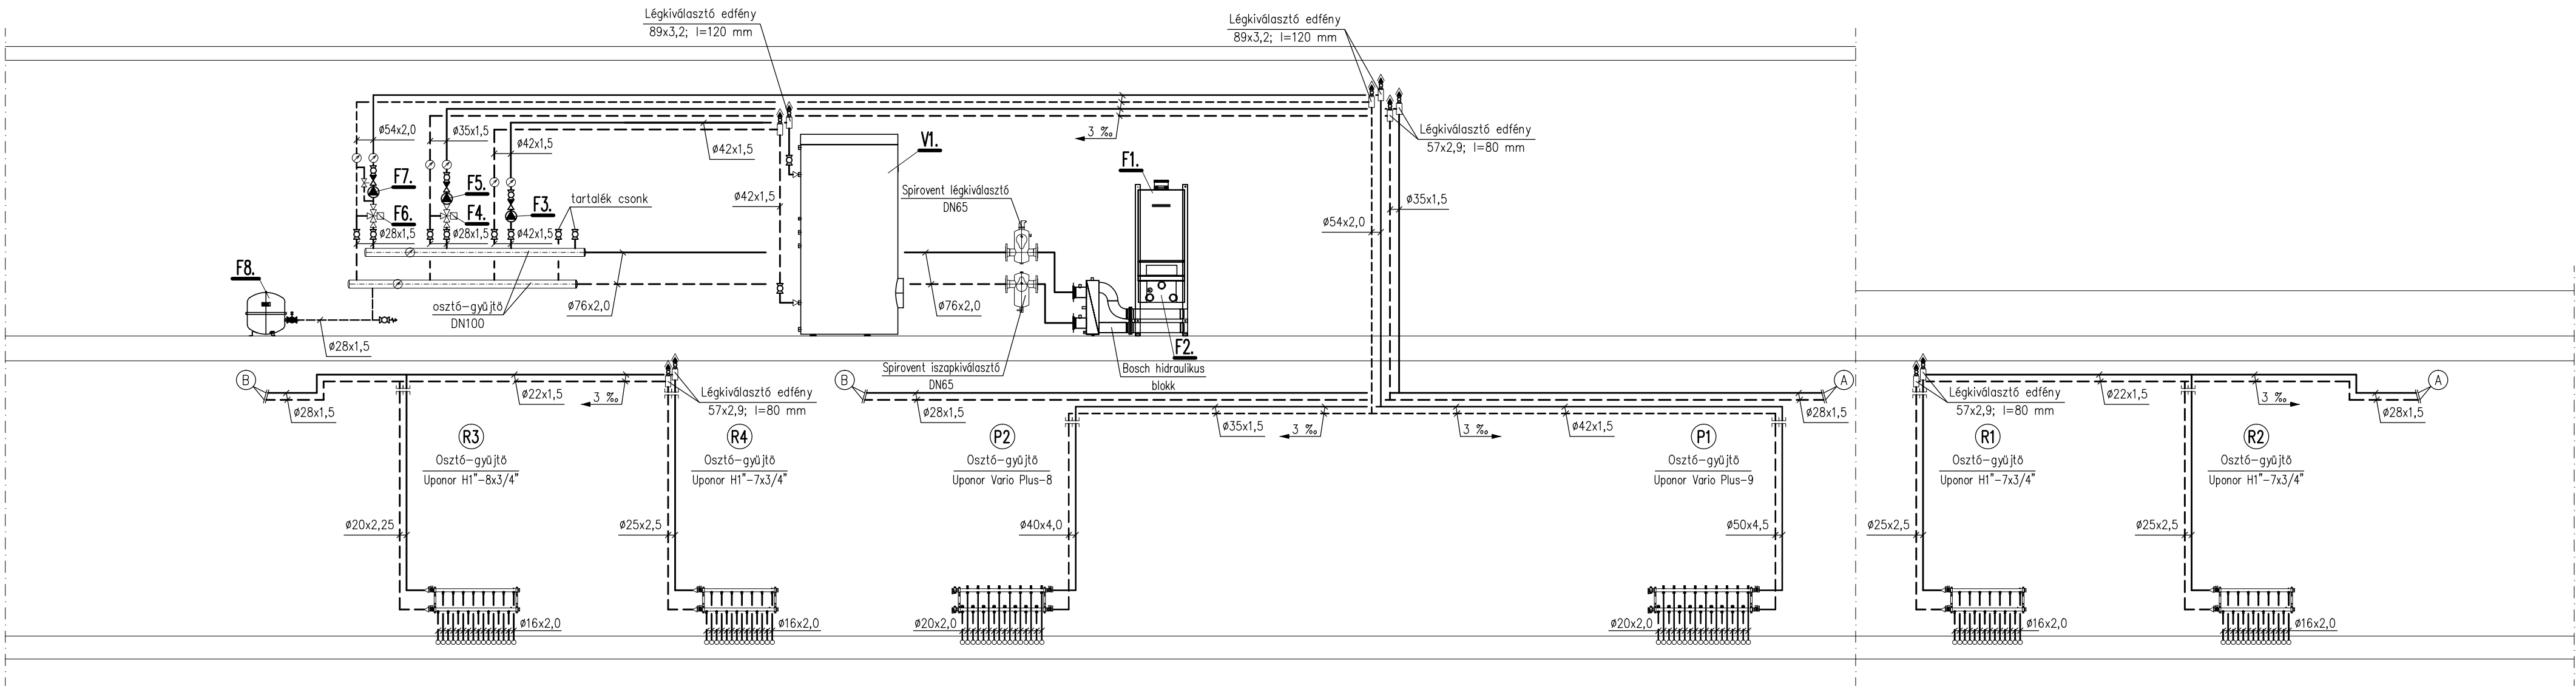 Légkiválasztó edfény
89x3,2; l=120 mm
Légkiválasztó edfény
89x3,2; l=120 mm
Légkiválasztó edfény
57x2,9; l=80 mm
ø54x2,0
ø35x1,5
ø42x1,5
3 ‰
ø42x1,5
V1.
F1.
F7.
F5.
F3.
F6.
F4.
tartalék csonk
ø42x1,5
Spirovent légkiválasztó
DN65
ø35x1,5
ø54x2,0
ø28x1,5
ø28x1,5
ø42x1,5
F8.
osztó-gyűjtö
DN100
ø76x2,0
ø76x2,0
ø28x1,5
F2.
Spirovent iszapkiválasztó
DN65
Bosch hidraulikus
blokk
B
ø28x1,5
ø22x1,5
3 ‰
Légkiválasztó edfény
57x2,9; l=80 mm
B
ø28x1,5
ø35x1,5
3 ‰
3 ‰
ø42x1,5
A
ø28x1,5
Légkiválasztó edfény
57x2,9; l=80 mm
ø22x1,5
3 ‰
A
ø28x1,5
R3
Osztó-gyűjtö
Uponor H1"-8x3/4"
R4
Osztó-gyűjtö
Uponor H1"-7x3/4"
P2
Osztó-gyűjtö
Uponor Vario Plus-8
P1
Osztó-gyűjtö
Uponor Vario Plus-9
R1
Osztó-gyűjtö
Uponor H1"-7x3/4"
R2
Osztó-gyűjtö
Uponor H1"-7x3/4"
ø20x2,25
ø25x2,5
ø40x4,0
ø50x4,5
ø25x2,5
ø25x2,5
ø16x2,0
ø16x2,0
ø20x2,0
ø20x2,0
ø16x2,0
ø16x2,0